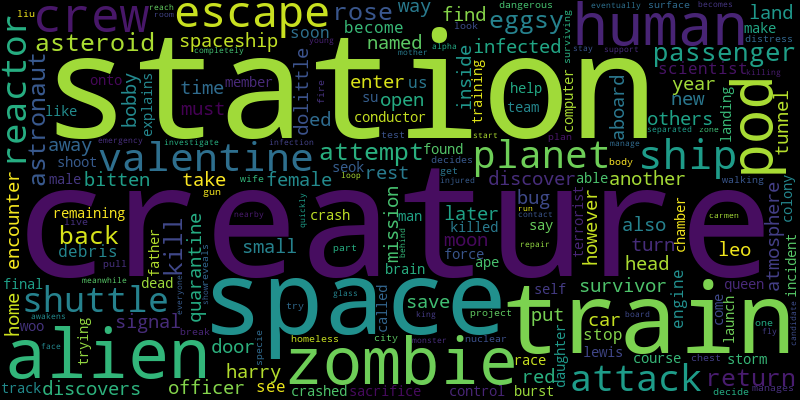 liu crew escape rose way find eggsy human eventually surface becomes dangerous
reach room asteroid spaceship soon become named infected land make distress
completely young mother alpha look stay support killing
reactor astronaut like bobby explains time member us enter open inside training computer surviving passenger scientist
station
must fire onto dolittle su ed aboard help team year new others pod
emergency away investigate infection conductor test start plan manage separated zone landing tunnel
shoot valentine attempt found decides get planet ship
male bitten take wife loop female seok rest injured body discover able another walking
encounter remaining gun nearby quickly creature man bug run contact say however terrorist also chamber carmen colony atmosphere
back live crash behind later killed repair turn
debris father kill small part mission moon force head leo incident
final pull quarantine dead everyone shown reveals space brain ape train self survivor engine queen
home shuttle meanwhile try glass called save project put car launch come one fly
awakens woo signal break king specie nuclear daughter stop board candidate
alien trying door homeless city monster race lewis course chest storm
face harry zombie red attack return
track discovers officer see crashed sacrifice control burst decide manages